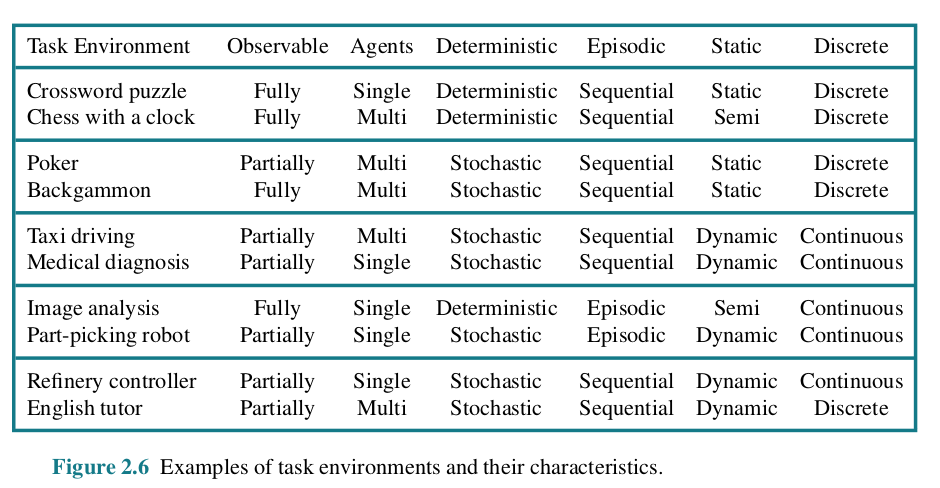 Task Environment Observable Agents Deterministic Episodic Static Discrete
Crossword puzzle Fully Single Deterministic Sequential Static Discrete
Chess with a clock Fully Multi Deterministic Sequential Semi Discrete
Poker Partially Multi Stochastic Sequential Static Discrete
Backgammon Fully Multi Stochastic Sequential Static Discrete
Taxi driving Partially Multi Stochastic Sequential Dynamic Continuous
Medical diagnosis Partially Single Stochastic Sequential Dynamic Continuous
Image analysis Fully Single Deterministic Episodic Semi Continuous
Part-picking robot Partially Single Stochastic Episodic Dynamic Continuous
Refinery controller Partially Single Stochastic Sequential Dynamic Continuous
English tutor Partially Multi Stochastic Sequential Dynamic Discrete
Figure 2.6 Examples of task environments and their characteristics.